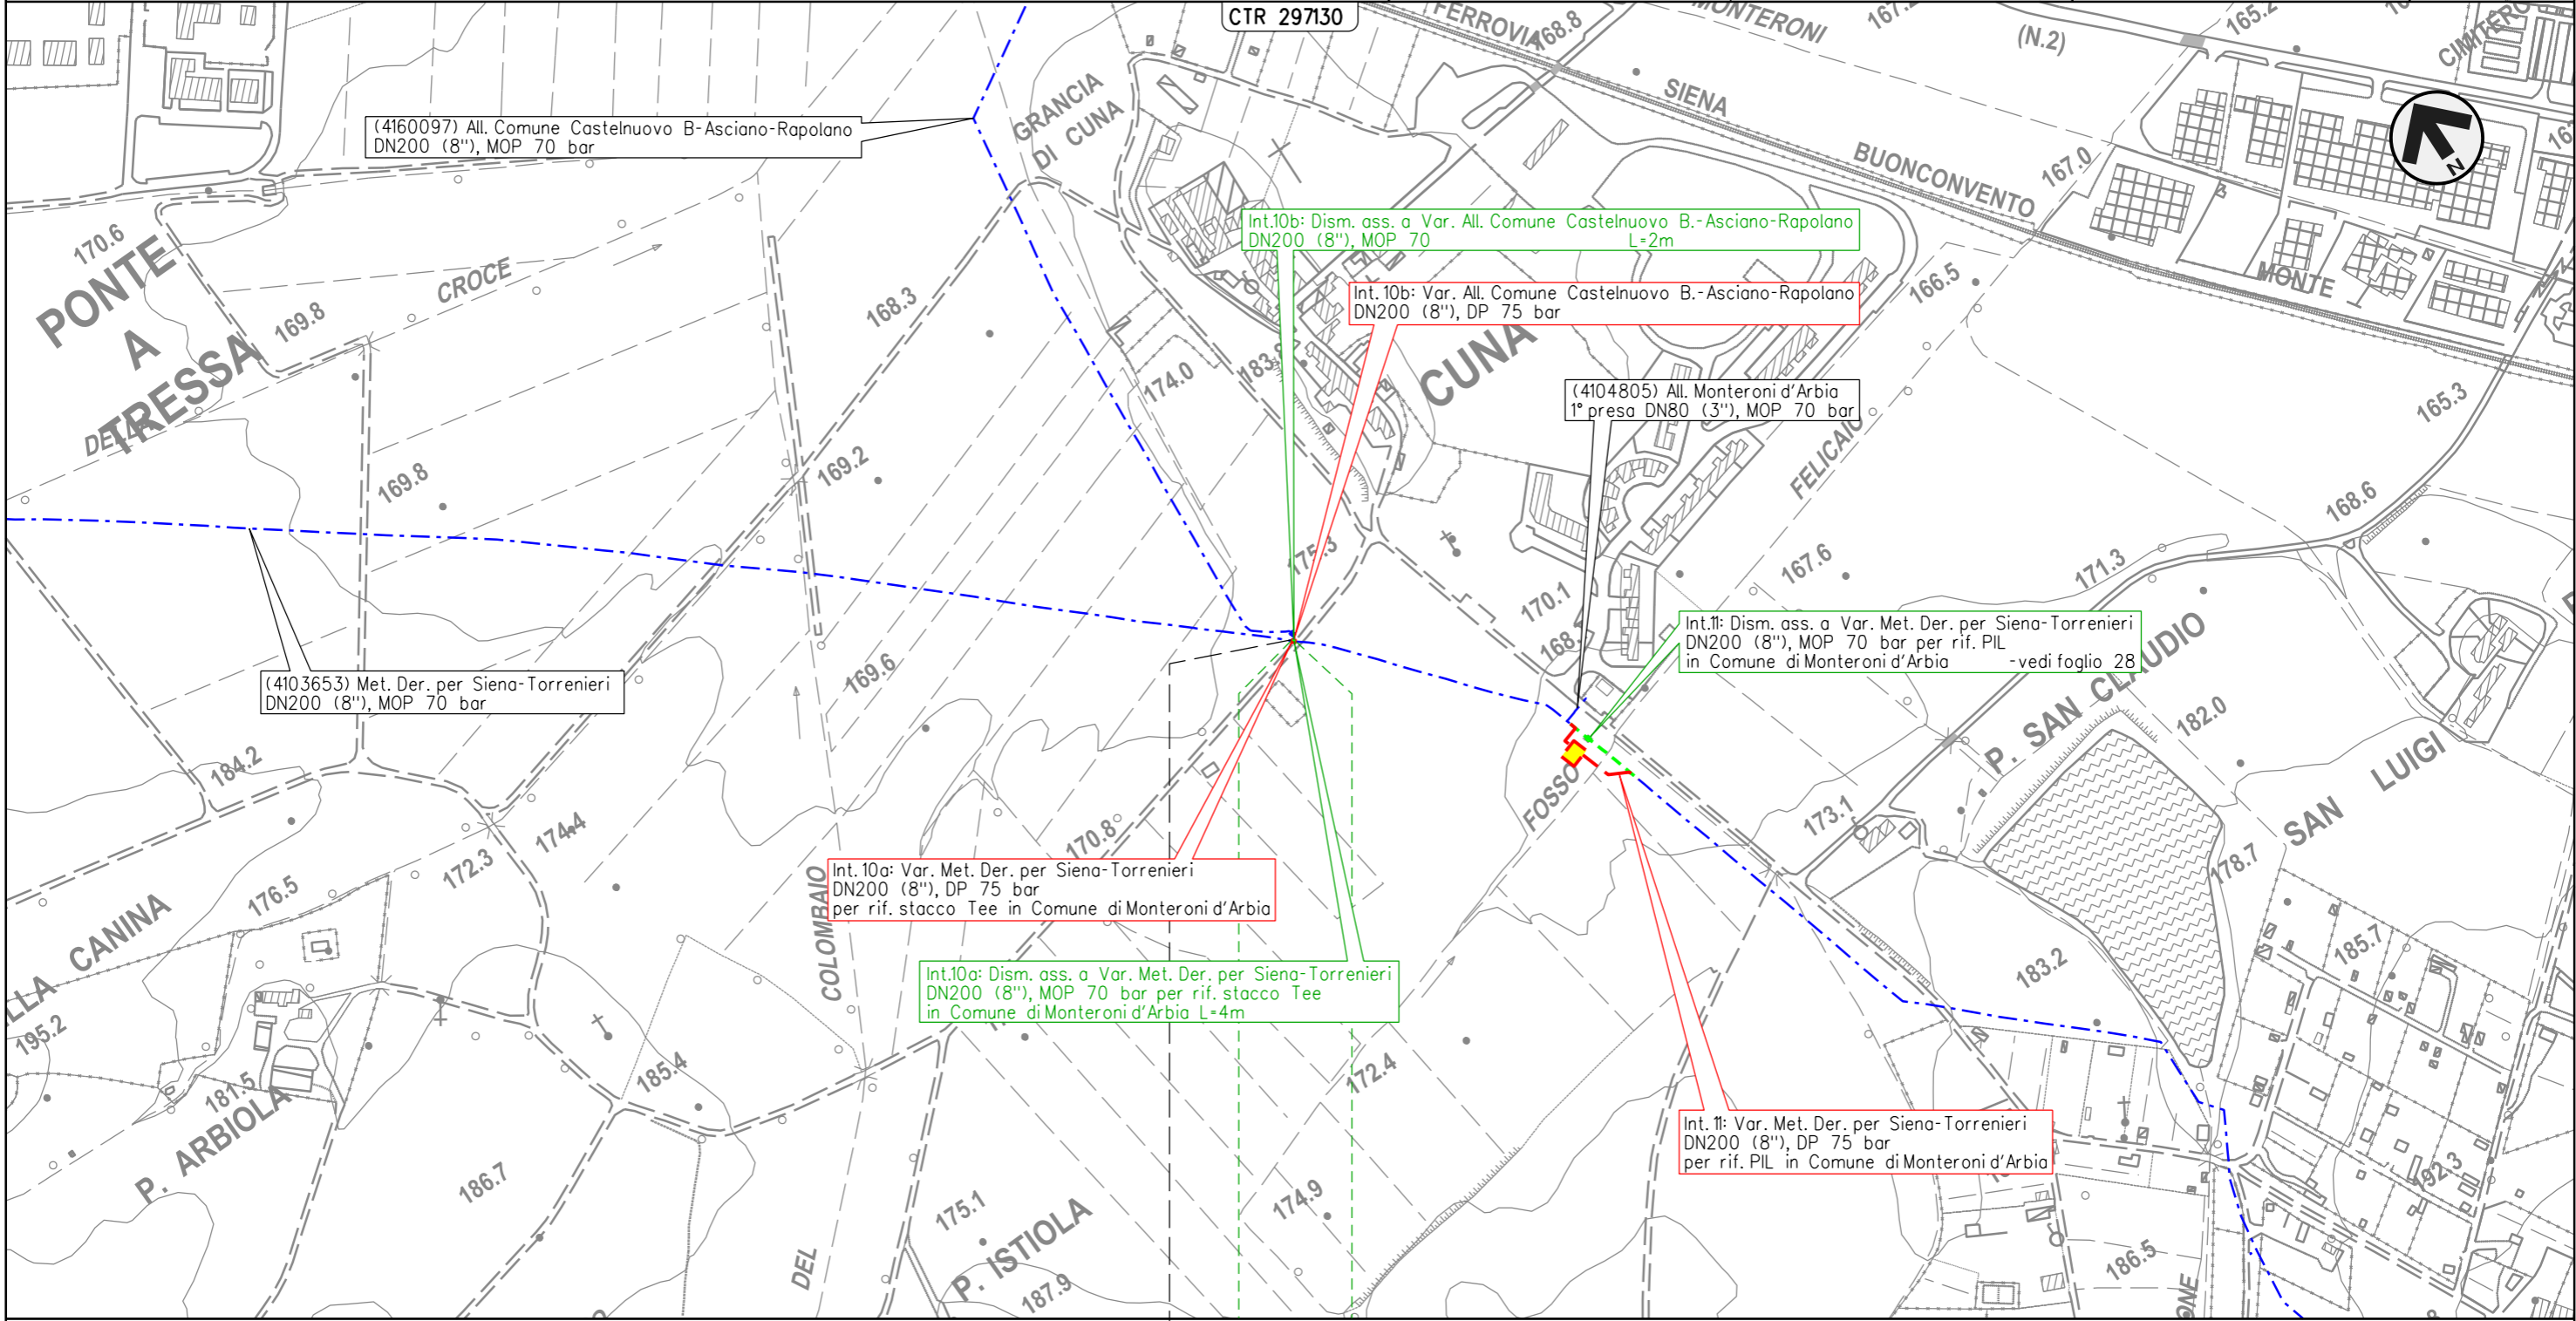 CTR 297130
FERROVIA
168.8
MONTERONI
(N.2)
165.2
SIENA
BUONCONVENTO
167.0
MONTE
N
GRANCIA
DI CUNA
(4160097) All. Comune Castelnuovo B-Asciano-Rapolano
DN200 (8"), MOP 70 bar
170.6
PONTE
A
TRESSA
CROCE
169.8
168.3
Int.10b: Dism. ass. a Var. All. Comune Castelnuovo B.-Asciano-Rapolano
DN200 (8"), MOP 70 L=2m
Int. 10b: Var. All. Comune Castelnuovo B.-Asciano-Rapolano
DN200 (8"), DP 75 bar
166.5
174.0
CUNA
(4104805) All. Monteroni d'Arbia
1° presa DN80 (3"), MOP 70 bar
165.3
FELICAIO
169.8
169.2
168.6
175.3
167.6
171.3
170.1
Int.11: Dism. ass. a Var. Met. Der. per Siena-Torrenieri
DN200 (8"), MOP 70 bar per rif. PIL
in Comune di Monteroni d'Arbia -vedi foglio 28
(4103653) Met. Der. per Siena-Torrenieri
DN200 (8"), MOP 70 bar
169.6
P. SAN CLAUDIO
182.0
SAN LUIGI
184.2
FOSSO
173.1
174.4
170.8
172.3
178.7
Int. 10a: Var. Met. Der. per Siena-Torrenieri
DN200 (8"), DP 75 bar
per rif. stacco Tee in Comune di Monteroni d'Arbia
176.5
CANINA
COLOMBAIO
185.7
183.2
Int.10a: Dism. ass. a Var. Met. Der. per Siena-Torrenieri
DN200 (8"), MOP 70 bar per rif. stacco Tee
in Comune di Monteroni d'Arbia L=4m
195.2
181.5
185.4
172.4
P. ARBIOLA
Int. 11: Var. Met. Der. per Siena-Torrenieri
DN200 (8"), DP 75 bar
per rif. PIL in Comune di Monteroni d'Arbia
186.7
192.3
175.1
174.9
P. ISTIOLA
187.9
DEL
186.5